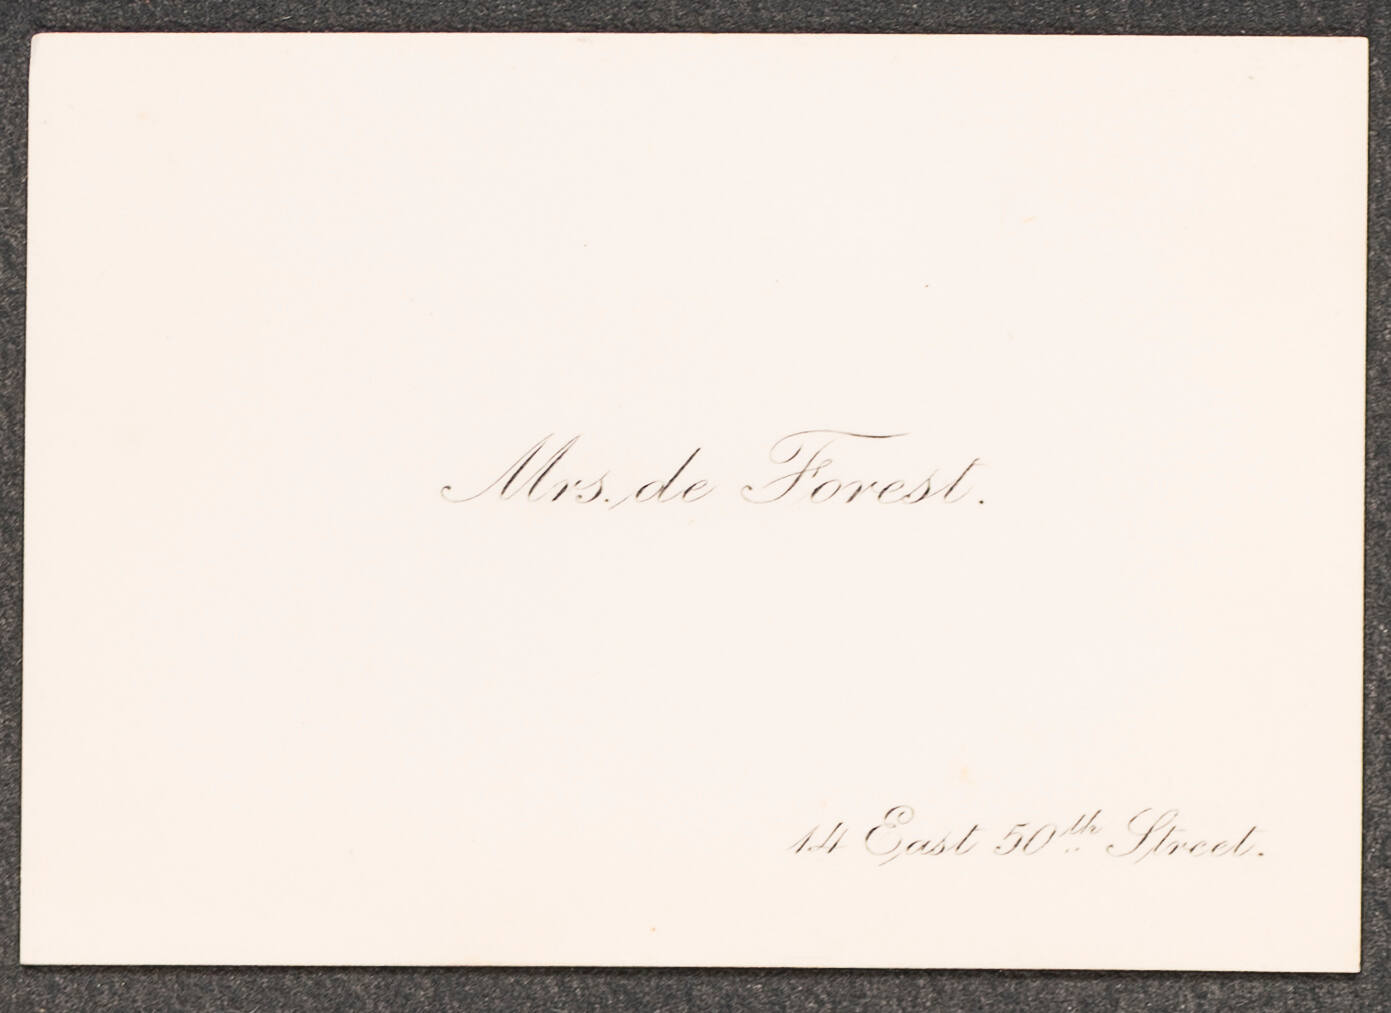 Mrs. de Forest.
14 East 50th Street.